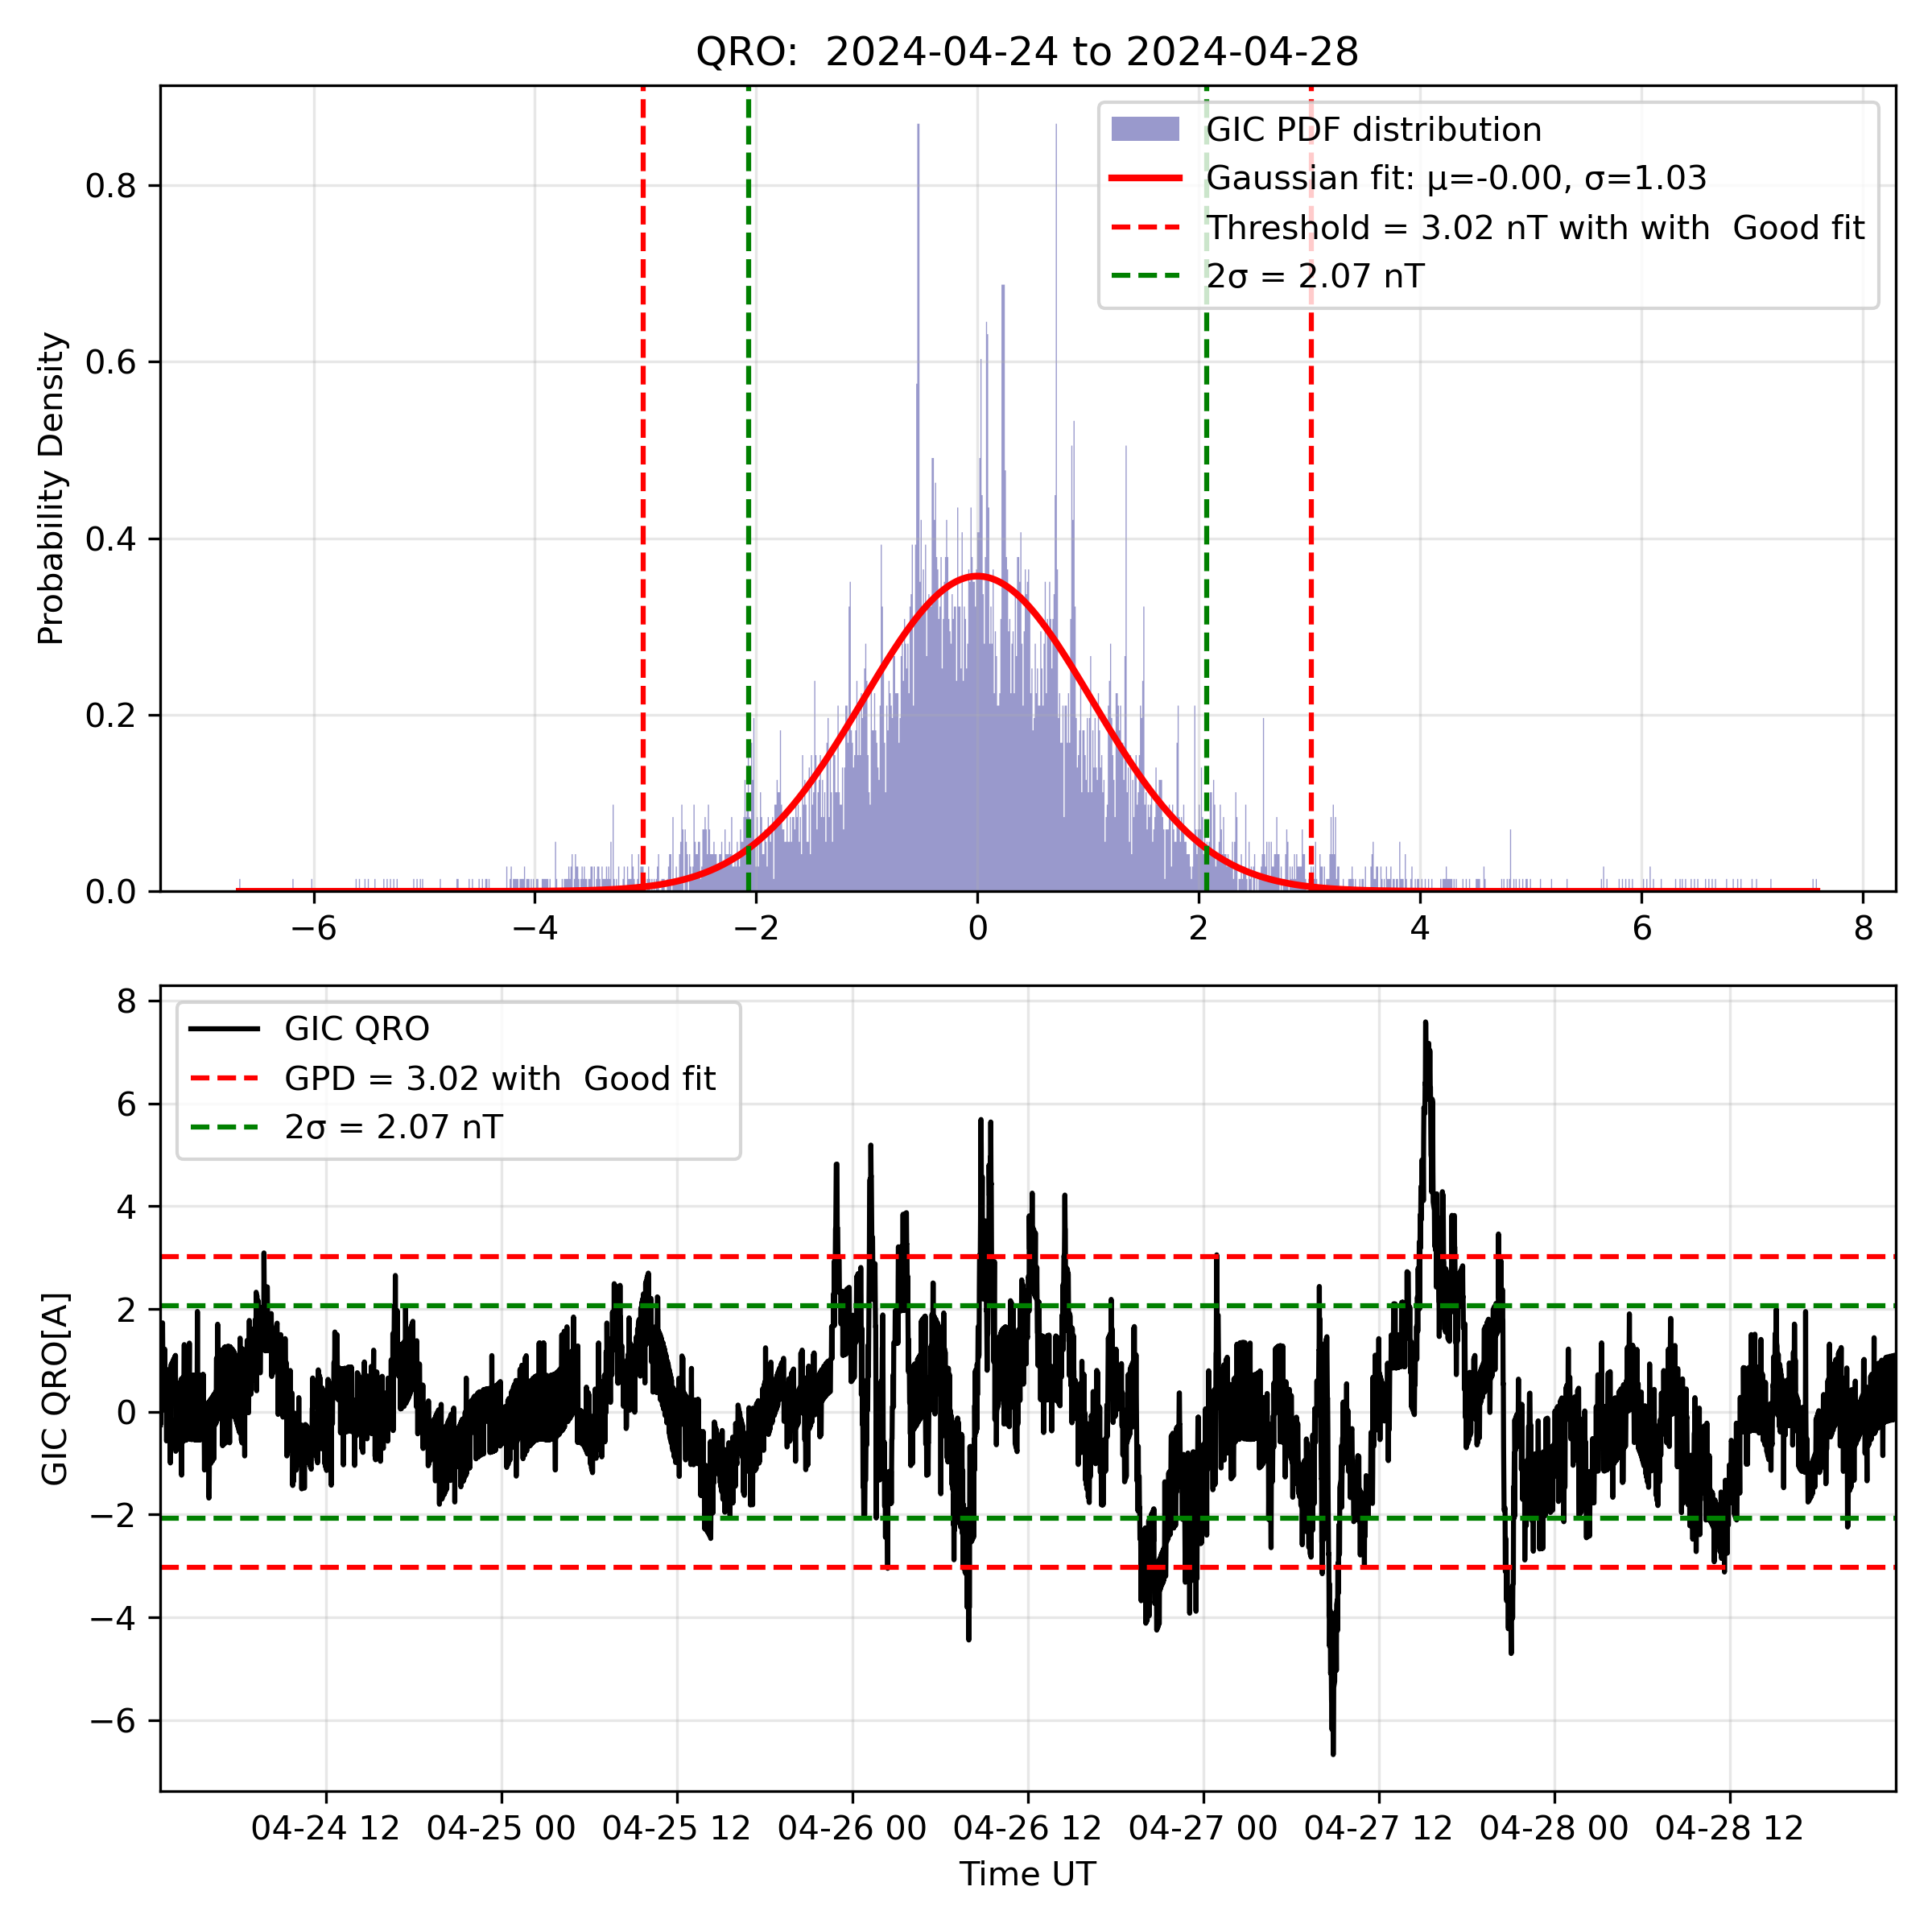 QRO:  2024-04-24 to 2024-04-28
GIC PDF distribution
Gaussian fit: μ=-0.00, σ=1.03
Threshold = 3.02 nT with with  Good fit
2σ = 2.07 nT
Probability Density
0.8
0.6
0.4
0.2
0.0
−6 −4 −2 0 2 4 6 8
GIC QRO
GPD = 3.02 with  Good fit
2σ = 2.07 nT
GIC QRO[A]
8
6
4
2
0
−2
−4
−6
04-24 12 04-25 00 04-25 12 04-26 00 04-26 12 04-27 00 04-27 12 04-28 00 04-28 12
Time UT